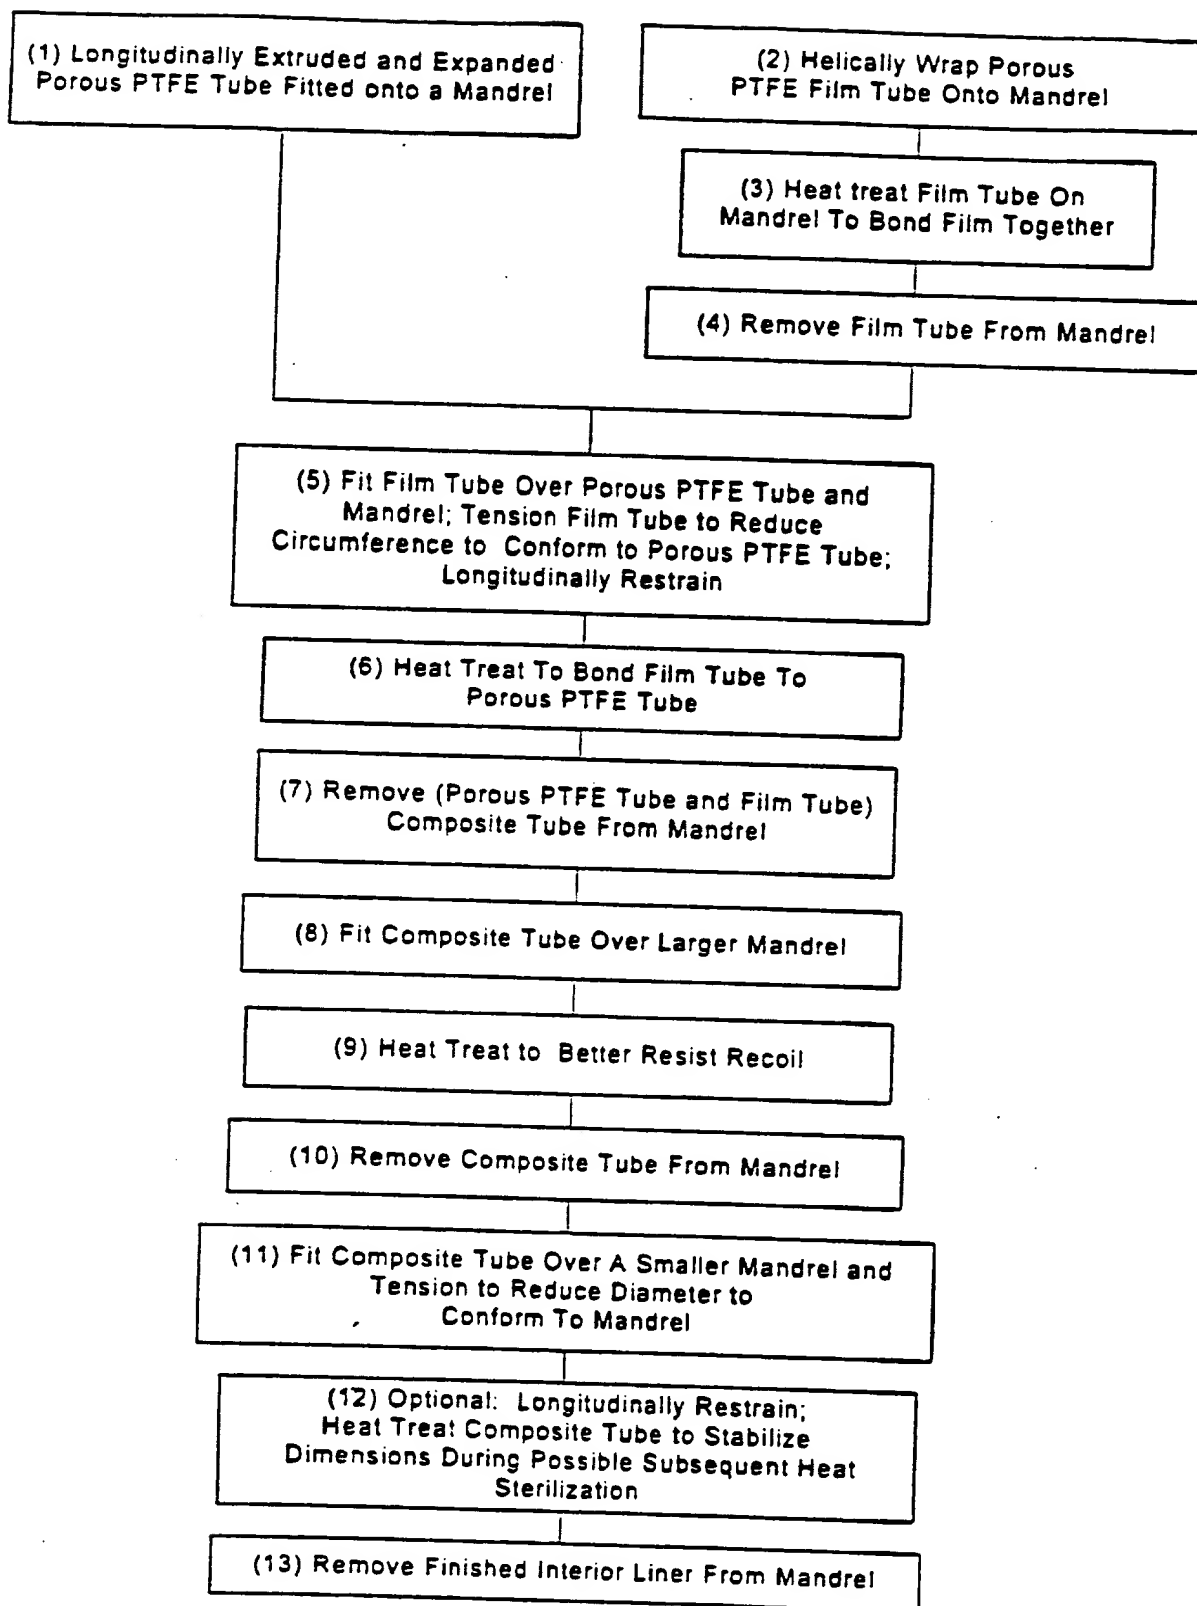 (1) Longitudinally Extruded and Expanded
Porous PTFE Tube Fitted onto a Mandrel
(2) Helically Wrap Porous
PTFE Film Tube Onto Mandrel
(3) Heat treat Film Tube On
Mandrel To Bond Film Together
(4) Remove Film Tube From Mandrel
(5) Fit Film Tube Over Porous PTFE Tube and
Mandrel; Tension Film Tube to Reduce
Circumference to Conform to Porous PTFE Tube;
Longitudinally Restrain
(6) Heat Treat To Bond Film Tube To
Porous PTFE Tube
(7) Remove (Porous PTFE Tube and Film Tube)
Composite Tube From Mandrel
(8) Fit Composite Tube Over Larger Mandrel
(9) Heat Treat to Better Resist Recoil
(10) Remove Composite Tube From Mandrel
(11) Fit Composite Tube Over A Smaller Mandrel and
Tension to Reduce Diameter to
Conform To Mandrel
(12) Optional: Longitudinally Restrain;
Heat Treat Composite Tube to Stabilize
Dimensions During Possible Subsequent Heat
Sterilization
(13) Remove Finished Interior Liner From Mandrel